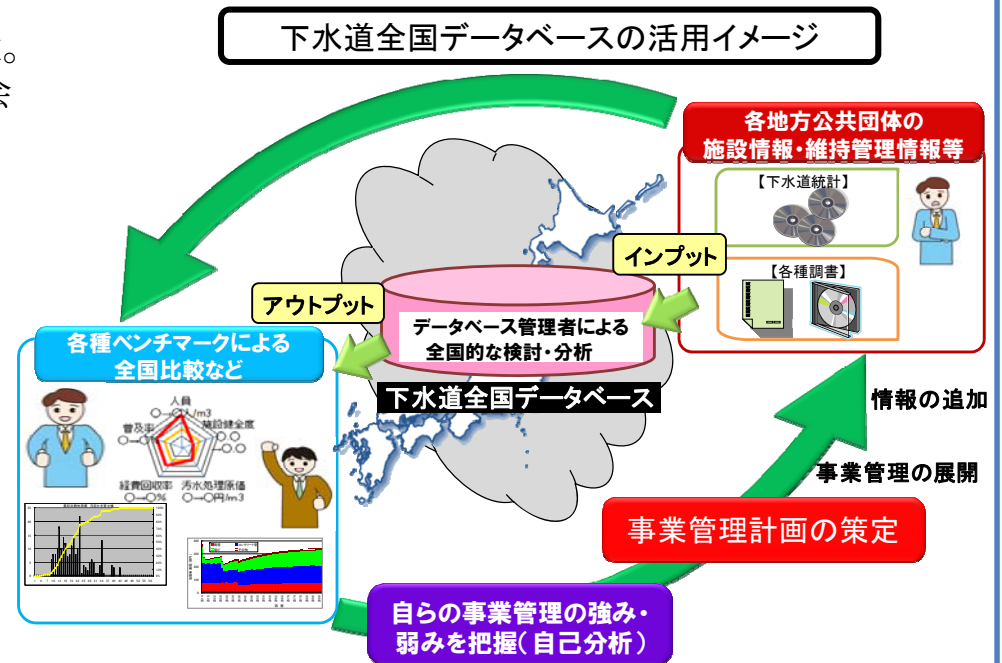 下水道全国データベースの活用イメージ
。
各地方公共団体の
施設情報・維持管理情報等
【下水道統計】
【各種調書】
インプット
アウトプット
データベース管理者による
全国的な検討・分析
下水道全国データベース
各種ベンチマークによる
全国比較など
人員
○→○人/m3
普及率
○→○%
施設健全度
○.○
→○.○
経費回収率
○→○%
汚水処理原価
○→○円/m3
情報の追加
事業管理の展開
事業管理計画の策定
自らの事業管理の強み・
弱みを把握(自己分析)